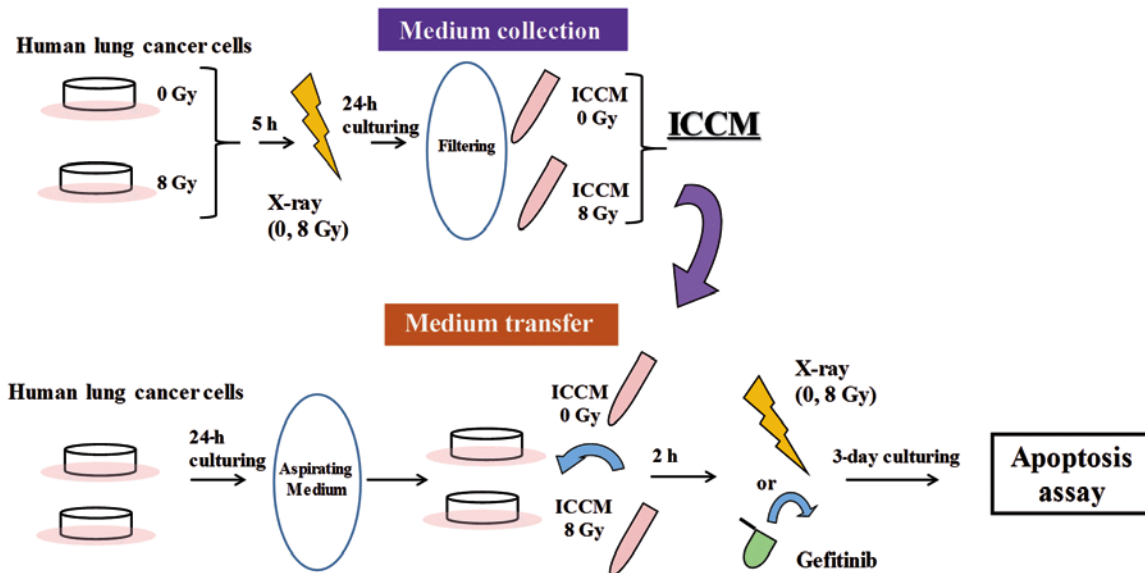 Medium collection
Human lung cancer cells
0 Gy
8 Gy
5 h
X-ray
(0, 8 Gy)
24-h
culturing
Filtering
ICCM
0 Gy
ICCM
8 Gy
ICCM
Medium transfer
Human lung cancer cells
24-h
culturing
Aspirating
Medium
ICCM
0 Gy
ICCM
8 Gy
2 h
X-ray
(0, 8 Gy)
or
Gefitinib
3-day culturing
Apoptosis
assay